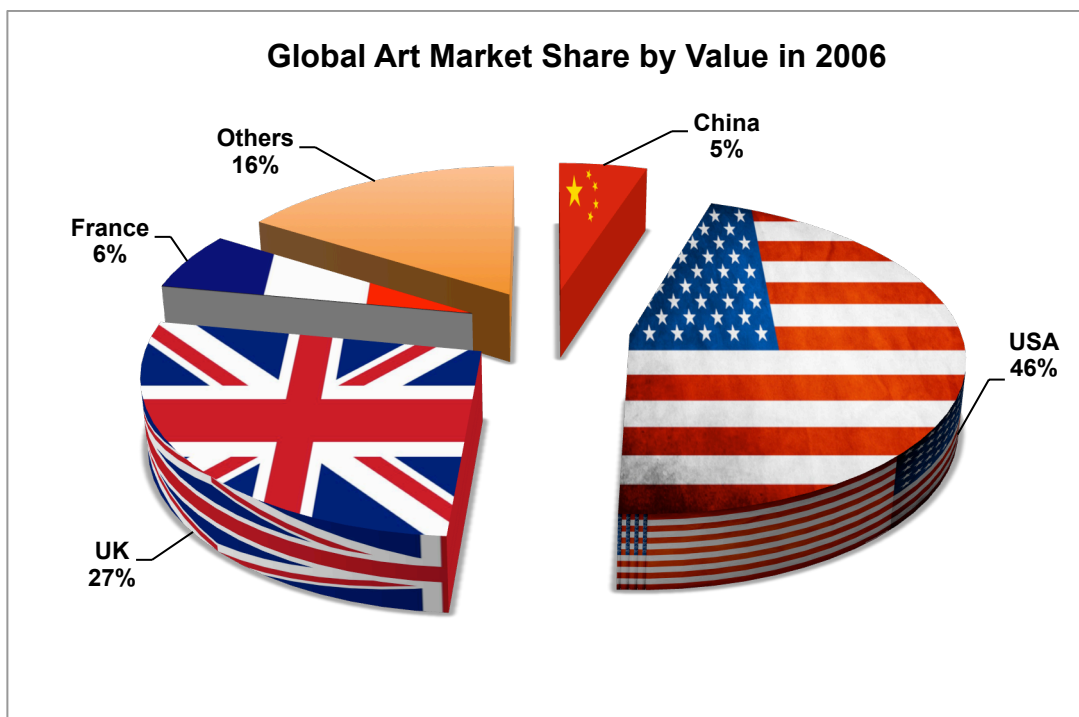 Global Art Market Share by Value in 2006
China
5%
Others
16%
France
6%
USA
46%
UK
27%